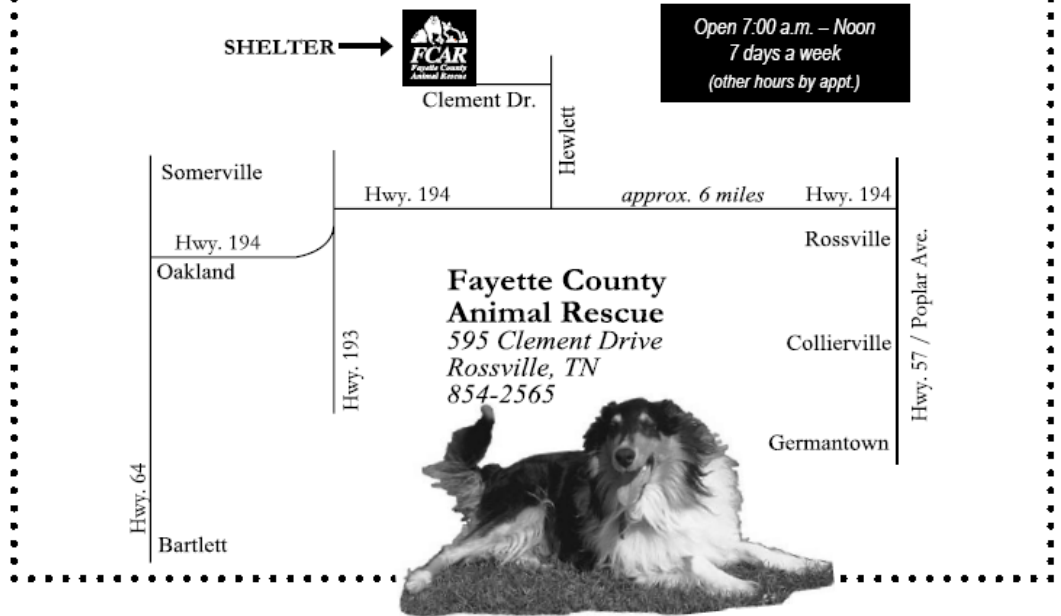 SHELTER
FCAR
Fayette County
Animal Rescue
Open 7:00 a.m. – Noon
7 days a week
(other hours by appt.)
Clement Dr.
Hewlett
Somerville
Hwy. 194
approx. 6 miles
Hwy. 194
Hwy. 194
Oakland
Rossville
Hwy. 57 / Poplar Ave.
Fayette County
Animal Rescue
595 Clement Drive
Rossville, TN
854-2565
Hwy. 193
Collierville
Germantown
Hwy. 64
Bartlett